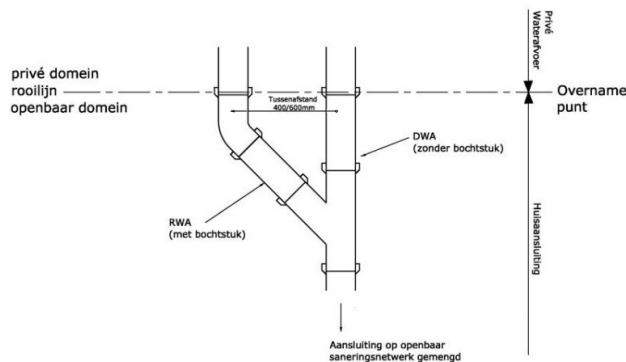 Privé
Waterafvoer
privé domein
rooilijn
openbaar domein
Tussenafstand
400/600mm
Overname
punt
DWA
(zonder bochtstuk)
RWA
(met bochtstuk)
Huisaansluiting
Aansluiting op openbaar
saneringsnetwerk gemengd